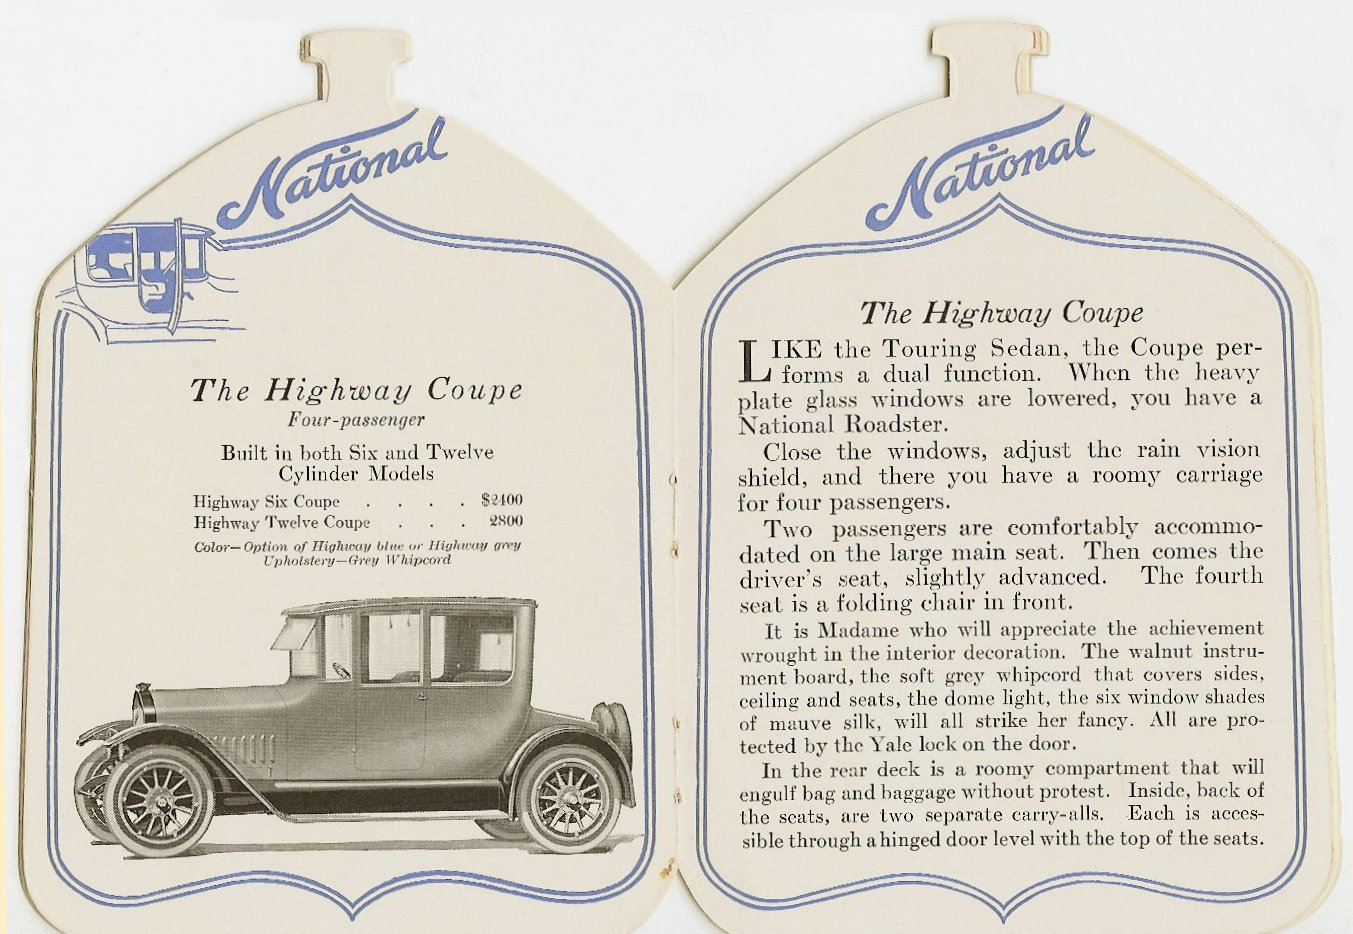 National
The Highway Coupe
Four-passenger
Built in both Six and Twelve
Cylinder Models
Highway Six Coupe . . . . $2400
Highway Twelve Coupe . . . 2800
Color—Option of Highway blue or Highway grey
Upholstery—Grey Whipcord
National
The Highway Coupe
LIKE the Touring Sedan, the Coupe per-
forms a dual function. When the heavy
plate glass windows are lowered, you have a
National Roadster.
Close the windows, adjust the rain vision
shield, and there you have a roomy carriage
for four passengers.
Two passengers are comfortably accommo-
dated on the large main seat. Then comes the
driver's seat, slightly advanced. The fourth
seat is a folding chair in front.
It is Madame who will appreciate the achievement
wrought in the interior decoration. The walnut instru-
ment board, the soft grey whipcord that covers sides,
ceiling and seats, the dome light, the six window shades
of mauve silk, will all strike her fancy. All are pro-
tected by the Yale lock on the door.
In the rear deck is a roomy compartment that will
engulf bag and baggage without protest. Inside, back of
the seats, are two separate carry-alls. Each is acces-
sible through a hinged door level with the top of the seats.